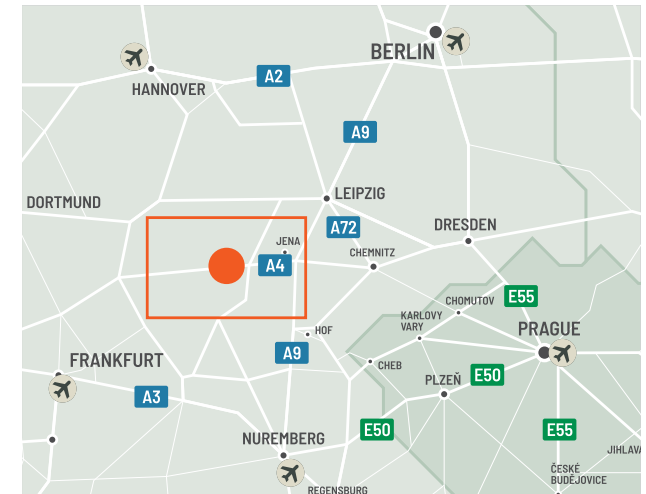 BERLIN
A2
HANNOVER
A9
LEIPZIG
DORTMUND
A72
DRESDEN
JENA
CHEMNITZ
A4
E55
CHOMUTOV
KARLOVY
VARY
HOF
PRAGUE
A9
FRANKFURT
CHEB
E50
PLZEŇ
A3
E50
E55
NUREMBERG
JIHLAVA
ČESKÉ
BUDĚJOVICE
REGENSBURG